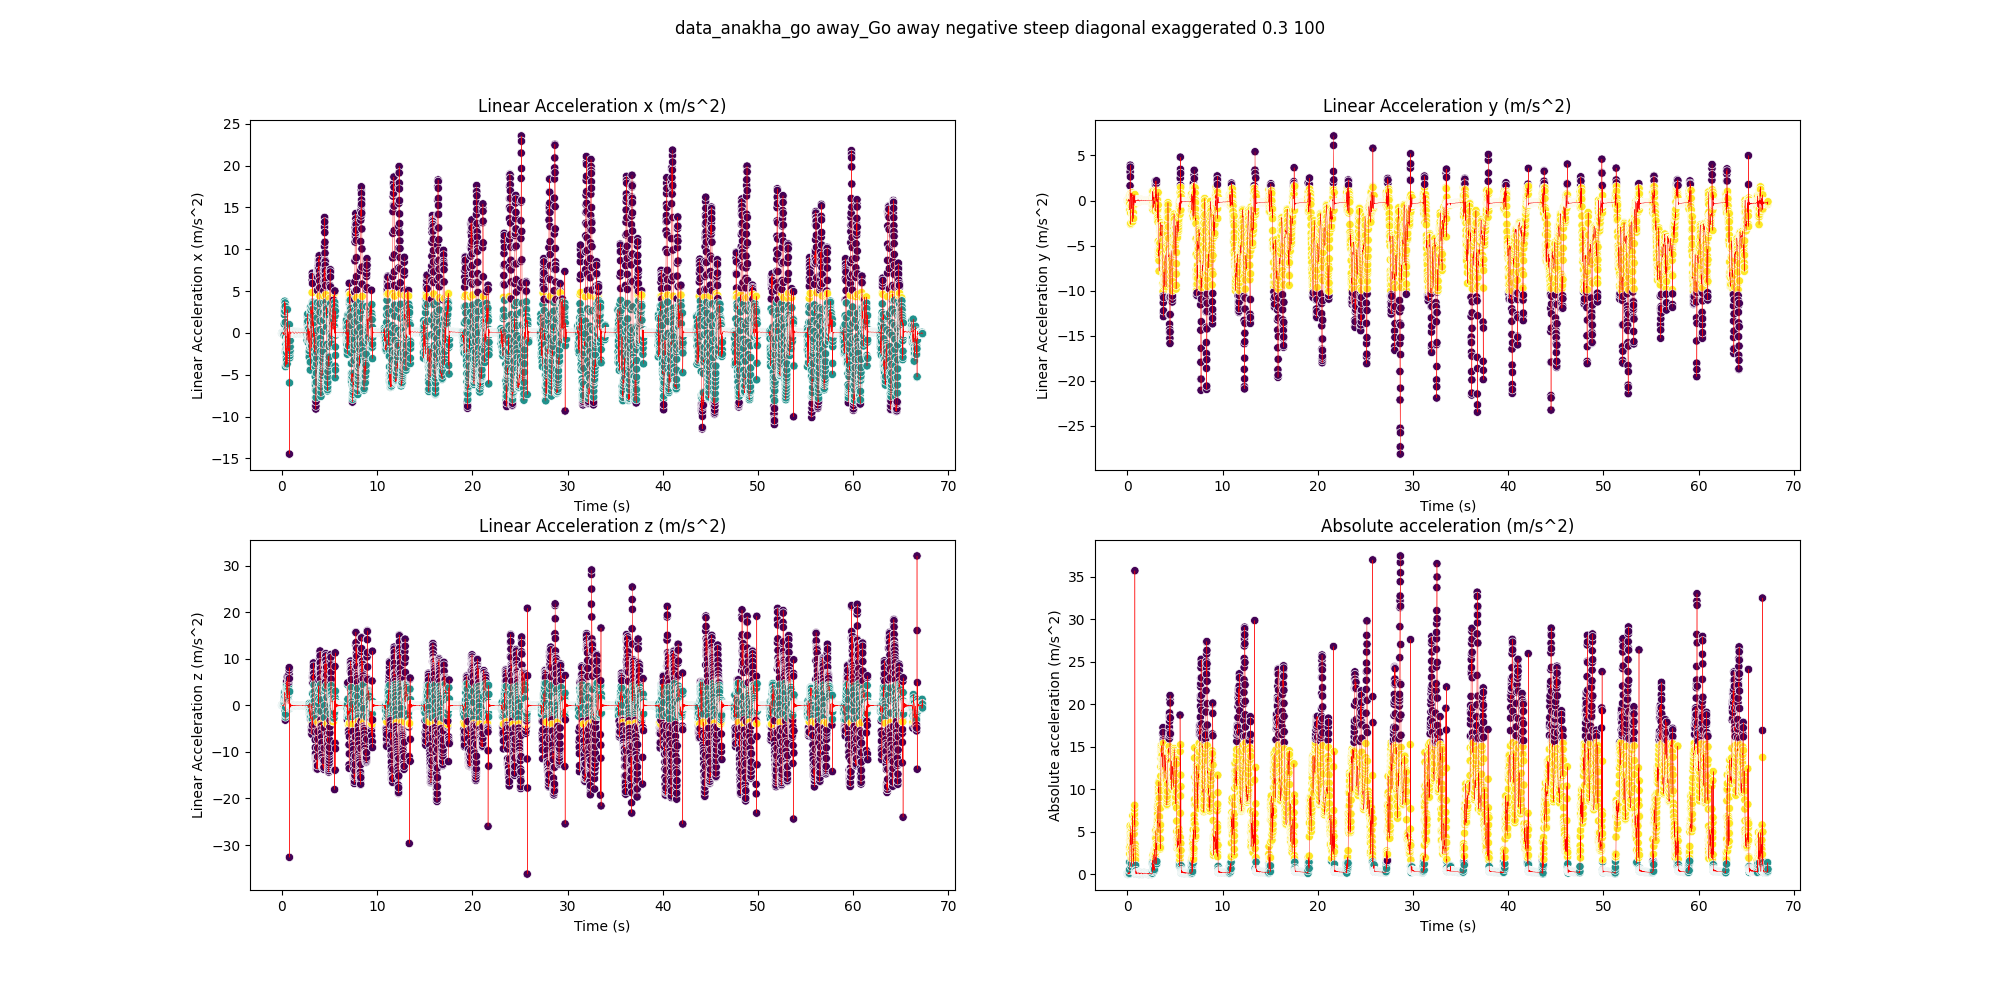 data_anakha_go away_Go away negative steep diagonal exaggerated 0.3 100
Linear Acceleration x (m/s^2)
Linear Acceleration x (m/s^2)
25
20
15
10
5
0
−5
−10
−15
0 10 20 30 40 50 60 70
Time (s)
Linear Acceleration y (m/s^2)
Linear Acceleration y (m/s^2)
5
0
−5
−10
−15
−20
−25
0 10 20 30 40 50 60 70
Time (s)
Linear Acceleration z (m/s^2)
Linear Acceleration z (m/s^2)
30
20
10
0
−10
−20
−30
0 10 20 30 40 50 60 70
Time (s)
Absolute acceleration (m/s^2)
Absolute acceleration (m/s^2)
35
30
25
20
15
10
5
0
0 10 20 30 40 50 60 70
Time (s)